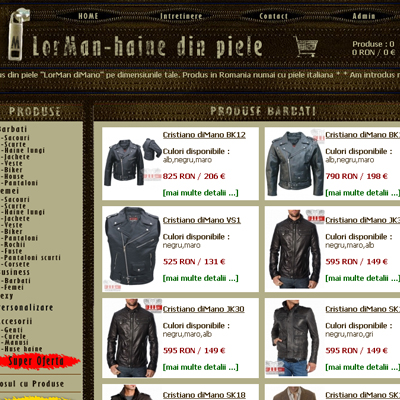 HOME
Intretinere
Contact
Admin
LorMan-haine din piele
Produse : 0
0 RON / 0 €
us din piele "LorMan diMano" pe dimensiunile tale. Produs in Romania numai cu piele italiana * * Am introdus
PRODUSE
Barbati
-Sacouri
-Scurte
-Haine lungi
-Jachete
-Veste
-Biker
-House
-Pantaloni
Femei
-Sacouri
-Scurte
-Haine lungi
-Jachete
-Veste
-Biker
-Pantaloni
-Rochii
-Fuste
-Pantaloni scurti
-Corsete
Business
-Barbati
-Femei
Sexy
Personalizare
Accesorii
-Genti
-Curele
-Manusi
-Huse haine
Super Oferta
cosul cu Produse
PRODUSE BARBATI
Cristiano diMano BK12
Culori disponibile :
alb,negru,maro
825 RON / 206 €
[mai multe detalii ...]
Cristiano diMano BK
Culori disponibile :
negru,maro
790 RON / 198 €
[mai multe detalii ...]
Cristiano diMano VS1
Culori disponibile :
negru,maro
525 RON / 131 €
[mai multe detalii ...]
Cristiano diMano JK3
Culori disponibile :
negru,maro,alb
595 RON / 149 €
[mai multe detalii ...]
Cristiano diMano JK30
Culori disponibile :
negru,maro,alb
595 RON / 149 €
[mai multe detalii ...]
Cristiano diMano SK
Culori disponibile :
negru,maro,gri
595 RON / 149 €
[mai multe detalii ...]
Cristiano diMano SK18
Cristiano diMano SK